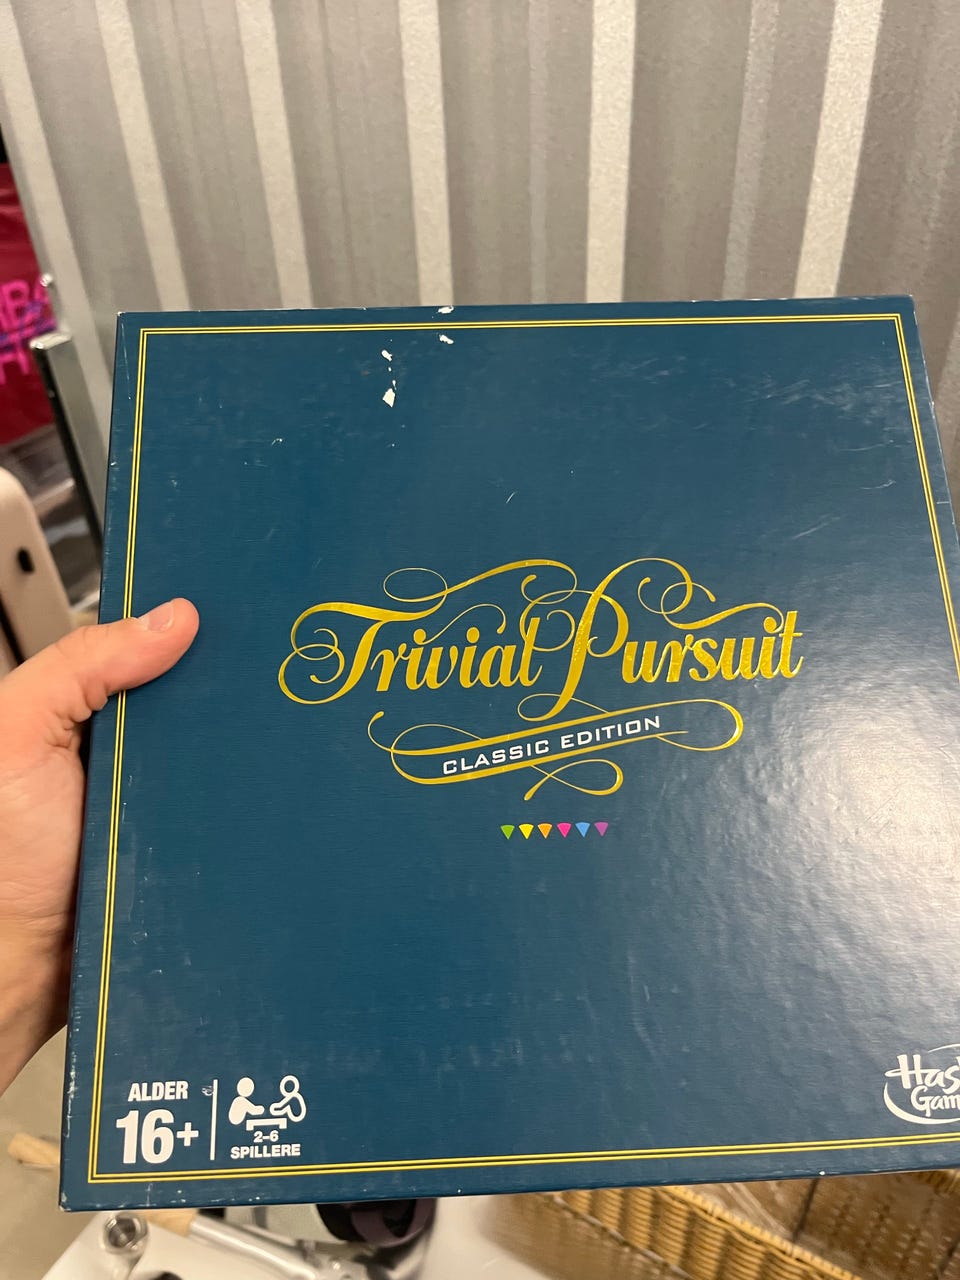 Trivial Pursuit
CLASSIC EDITION
ALDER
16+
2-6
SPILLERE